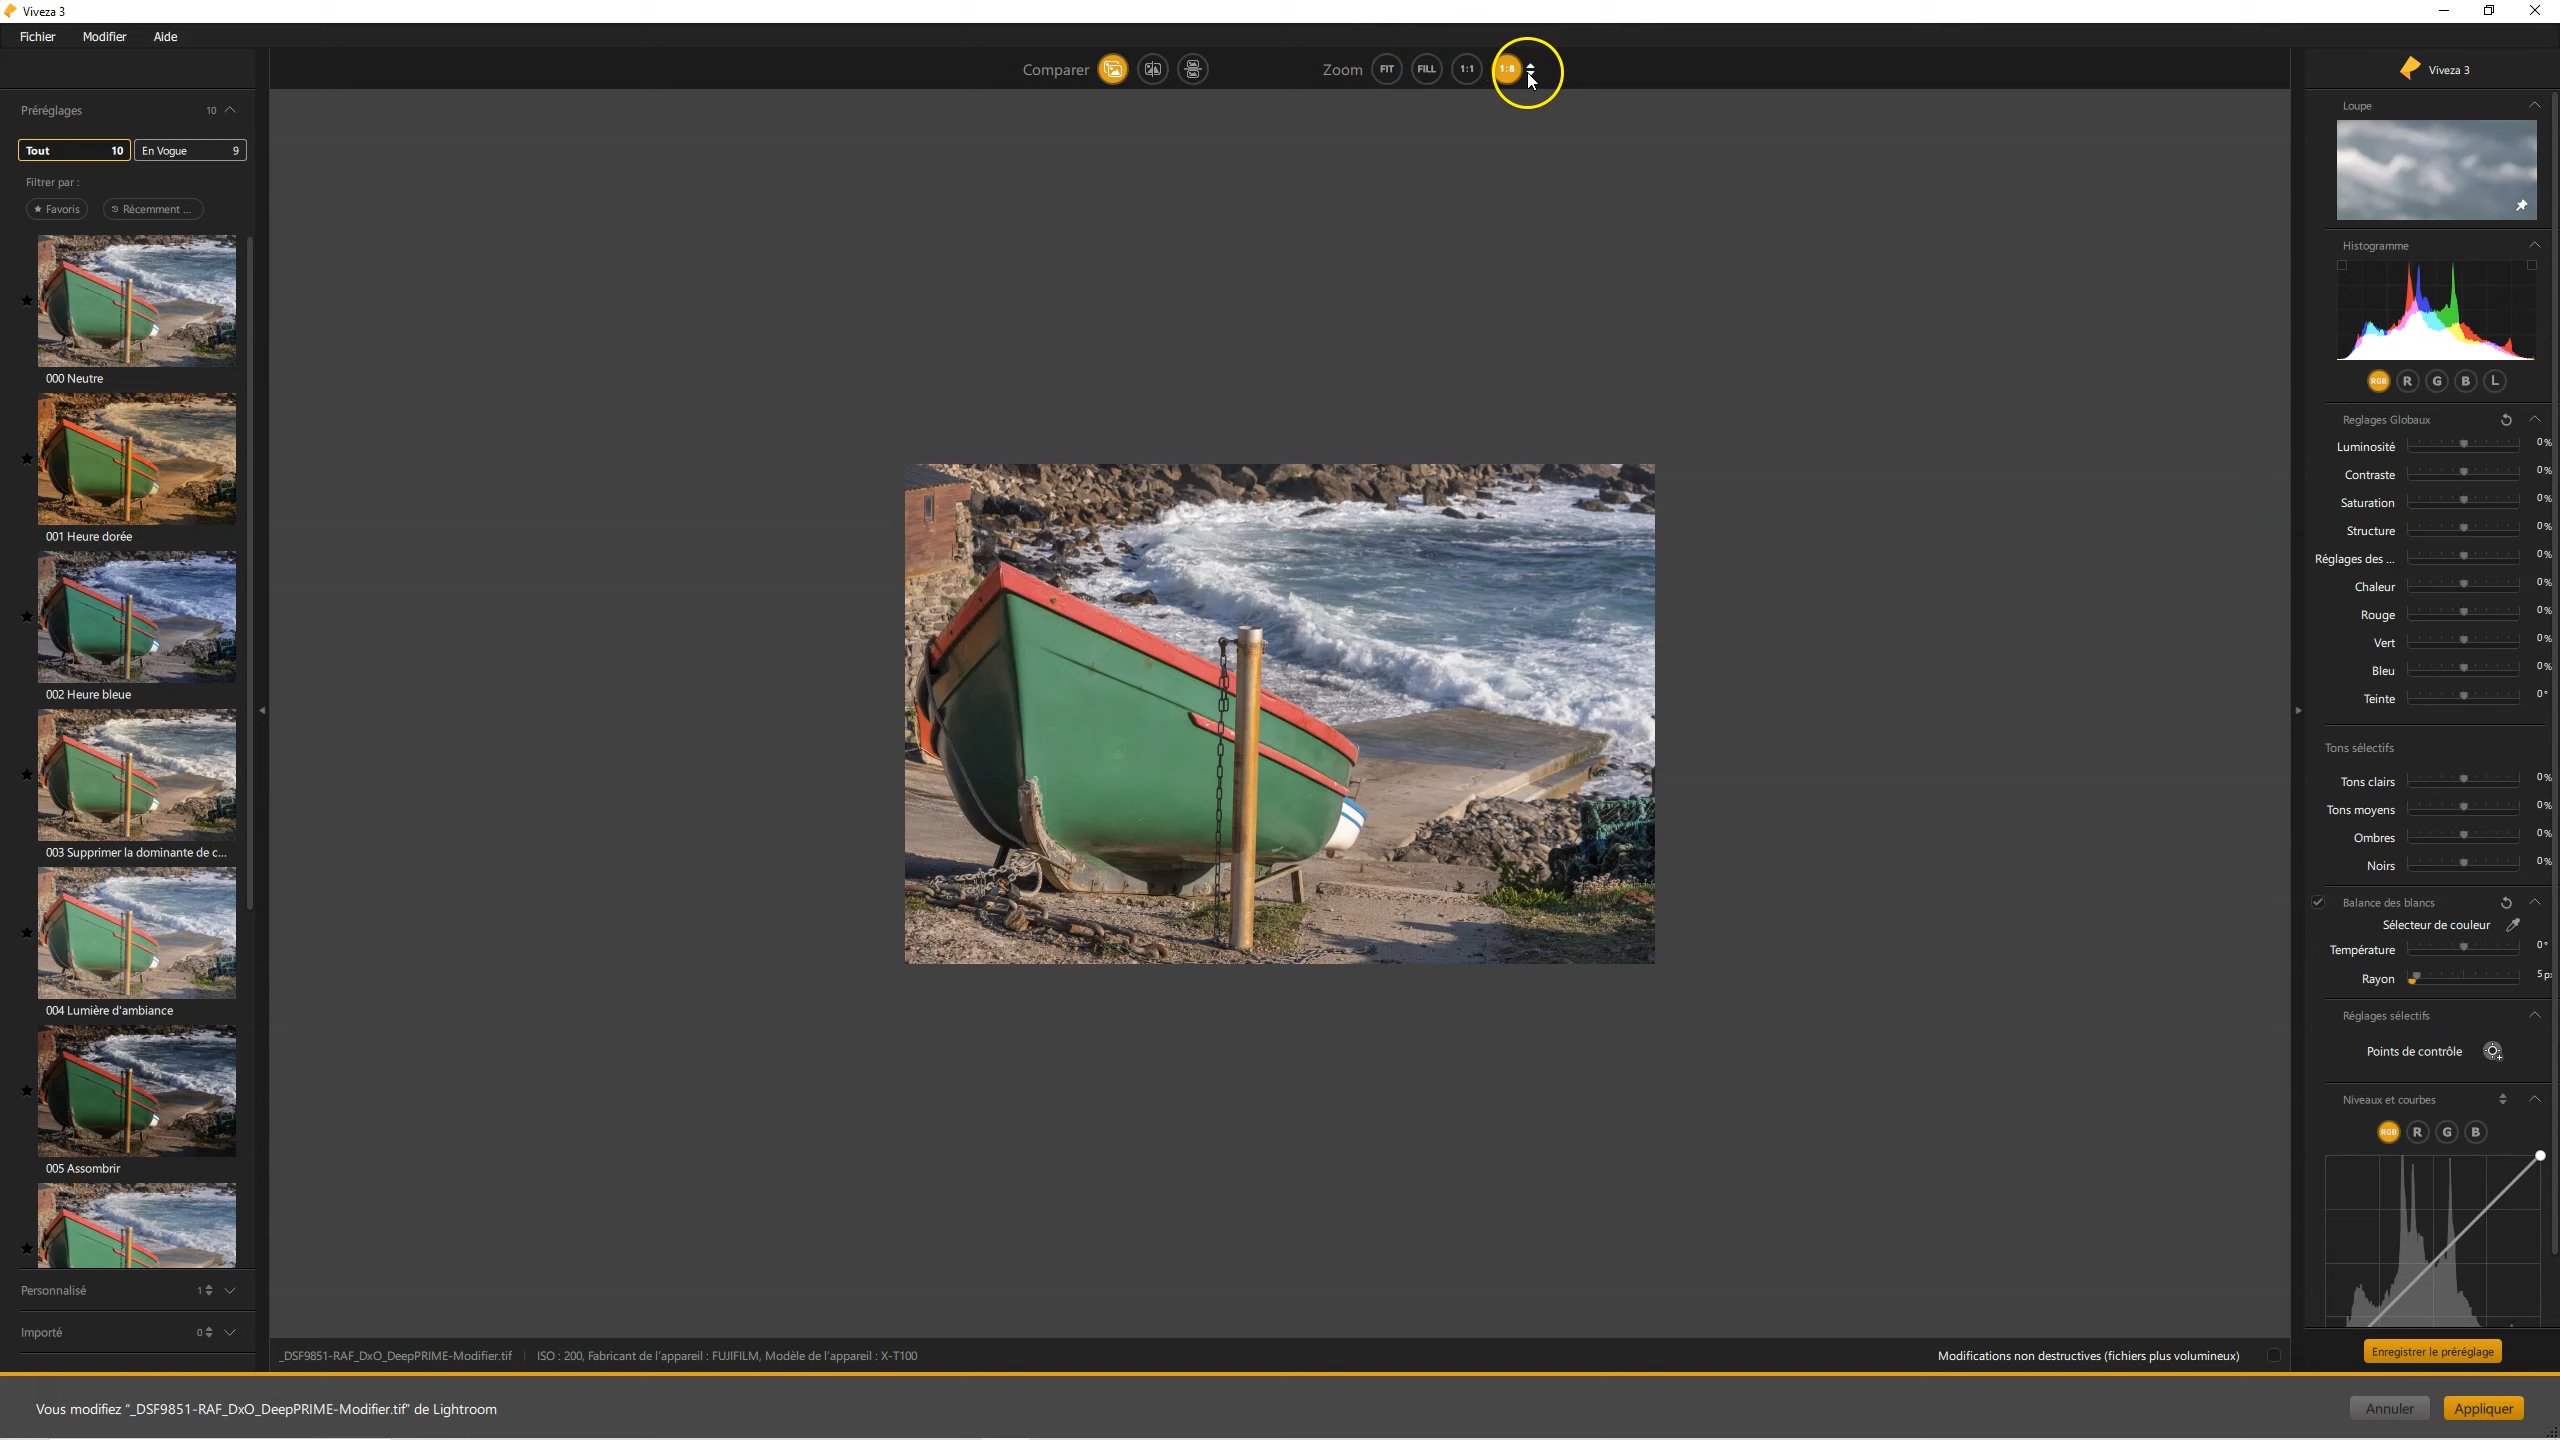 Viveza 3
Fichier Modifier Aide
Comparer
Zoom FIT FILL 1:1 1:8
Viveza 3
Préréglages 10
Tout 10 En Vogue 9
Filtrer par :
Favoris Récemment ...
000 Neutre
001 Heure dorée
002 Heure bleue
003 Supprimer la dominante de c...
004 Lumière d'ambiance
005 Assombrir
Personnalisé 1
Importé 0
Loupe
Histogramme
RGB R G B L
Reglages Globaux
Luminosité 0%
Contraste 0%
Saturation 0%
Structure 0%
Réglages des ... 0%
Chaleur 0%
Rouge 0%
Vert 0%
Bleu 0%
Teinte 0°
Tons sélectifs
Tons clairs 0%
Tons moyens 0%
Ombres 0%
Noirs 0%
Balance des blancs
Sélecteur de couleur
Température 0°
Rayon 5 p
Réglages sélectifs
Points de contrôle
Niveaux et courbes
RGB R G B
Enregistrer le préréglage
_DSF9851-RAF_DxO_DeepPRIME-Modifier.tif ISO : 200, Fabricant de l'appareil : FUJIFILM, Modèle de l'appareil : X-T100
Modifications non destructives (fichiers plus volumineux)
Vous modifiez "_DSF9851-RAF_DxO_DeepPRIME-Modifier.tif" de Lightroom
Annuler Appliquer